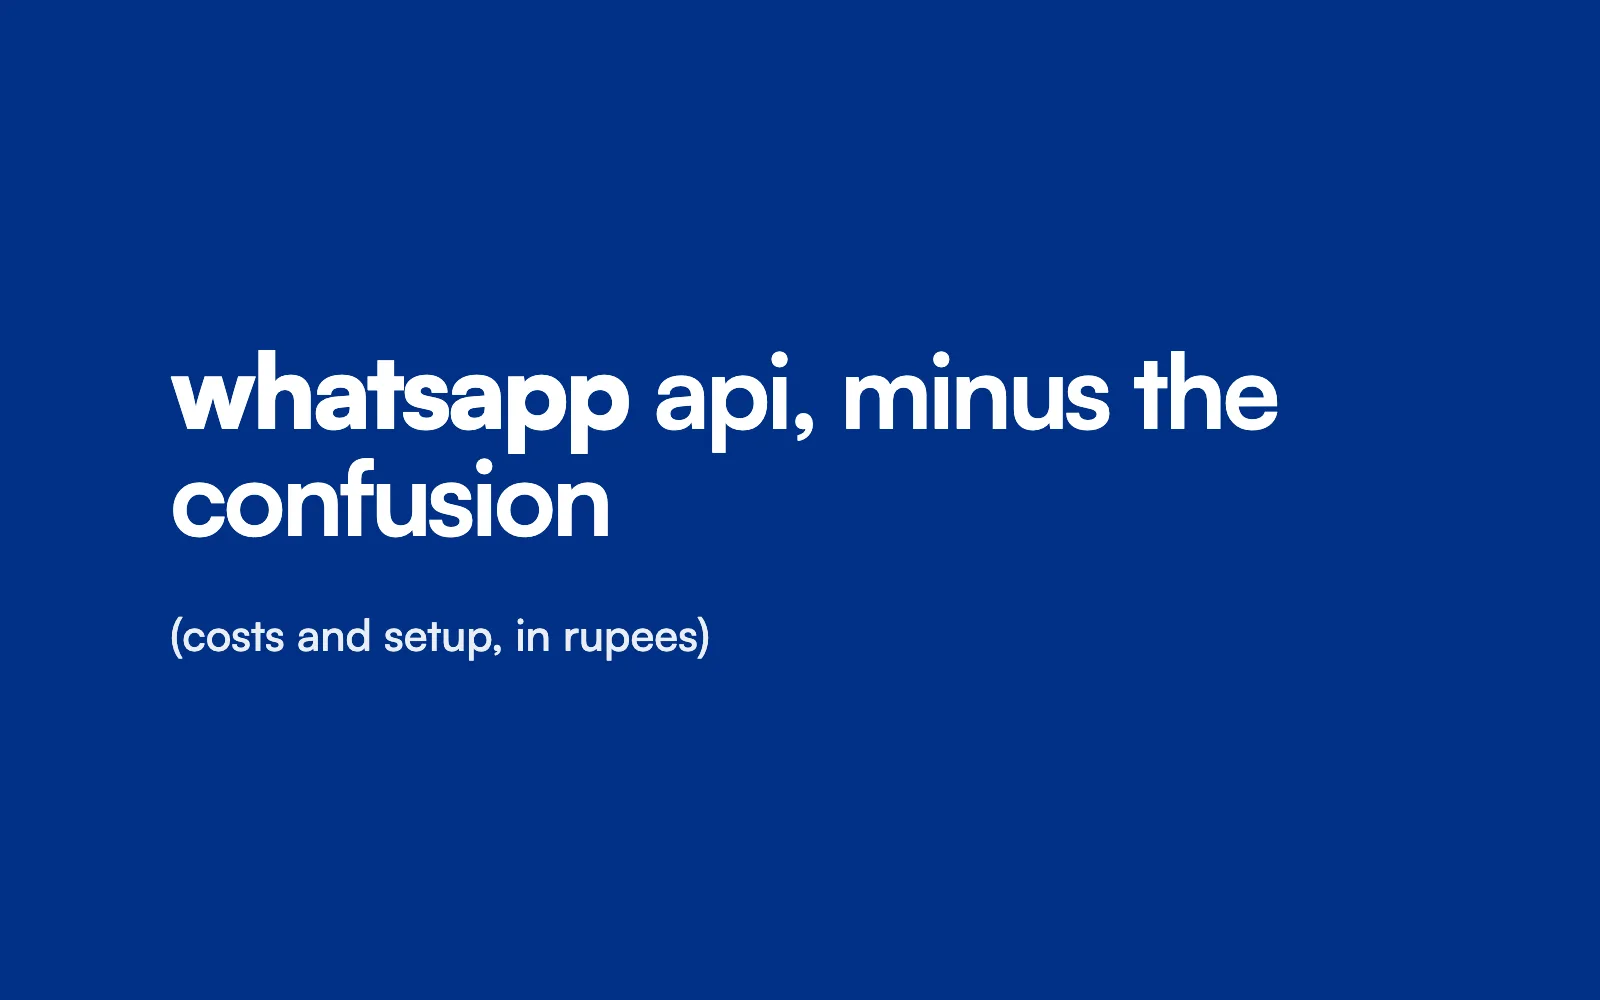 whatsapp api, minus the
confusion
(costs and setup, in rupees)